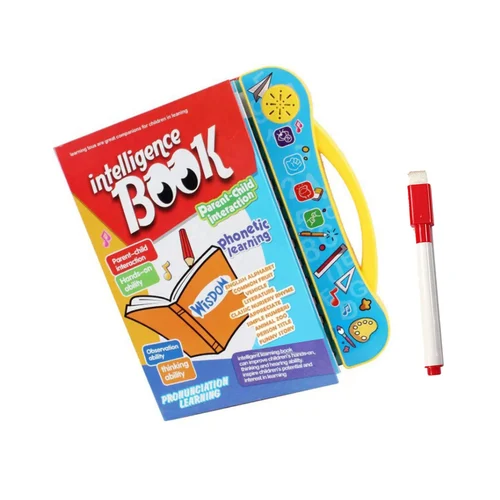 learning love are great companions for children in learning
intelligence
BOOK
Parent-Child
interaction
phonetic
learning
Parent-child
interaction
Hands-on
ability
WISDOM
ENGLISH ALPHABET
COMMON FRUIT
VEHICLE
LITERATURE
CLASSIC NURSERY RHYME
APPRECIATE
SIMPLE NUMBERS
ANIMAL ZOO
PERSON TITLE
FUNNY STORY
Observation
ability
thinking
ability
intelligent learning book
can improve children's hands-on,
thinking and hearing ability,
inspire children's potential and
interest in learning
PRONUNCIATION
LEARNING